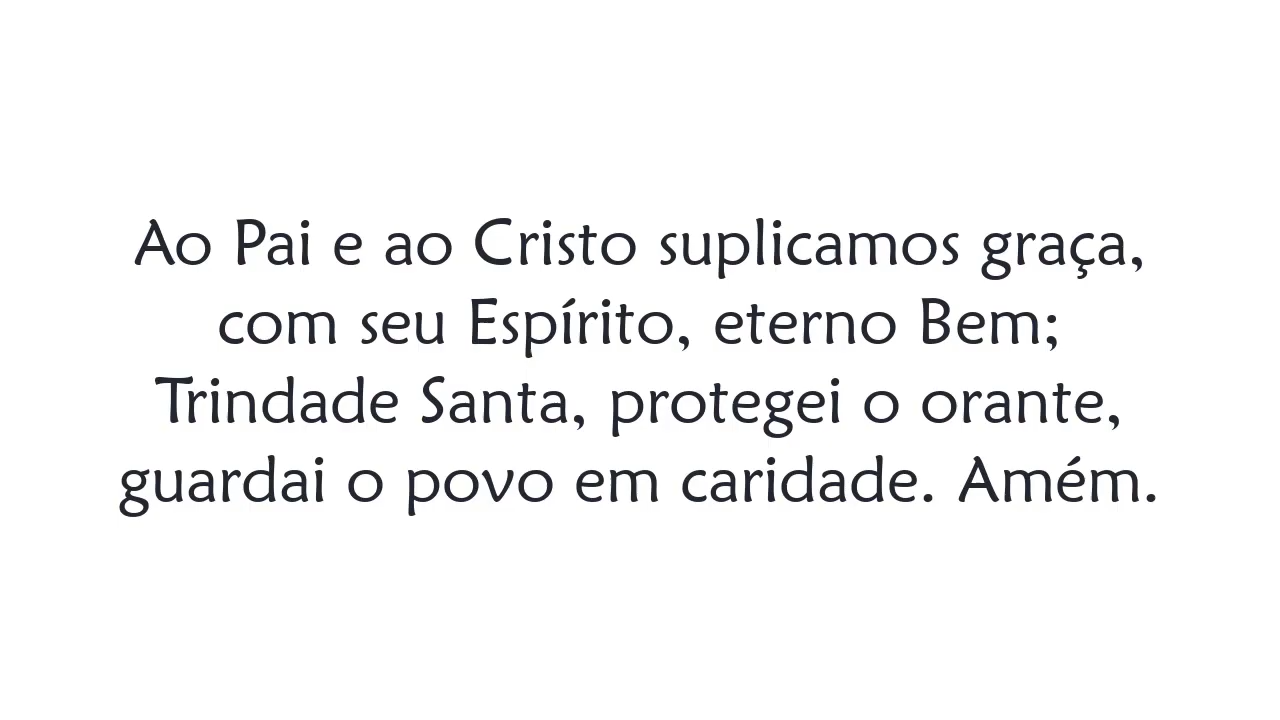 Ao Pai e ao Cristo suplicamos graça,
com seu Espírito, eterno Bem;
Trindade Santa, protegei o orante,
guardai o povo em caridade. Amém.